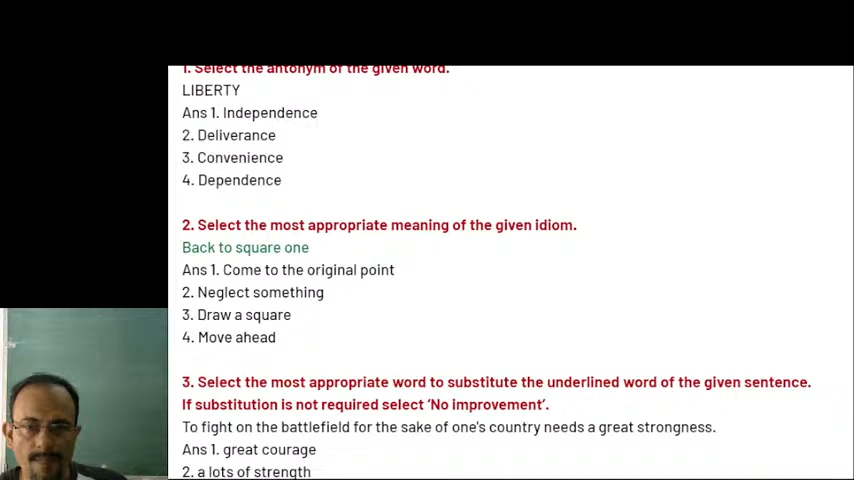 1. Select the antonym of the given word.
LIBERTY
Ans 1. Independence
2. Deliverance
3. Convenience
4. Dependence
2. Select the most appropriate meaning of the given idiom.
Back to square one
Ans 1. Come to the original point
2. Neglect something
3. Draw a square
4. Move ahead
3. Select the most appropriate word to substitute the underlined word of the given sentence.
If substitution is not required select ‘No improvement’.
To fight on the battlefield for the sake of one's country needs a great strongness.
Ans 1. great courage
2. a lots of strength